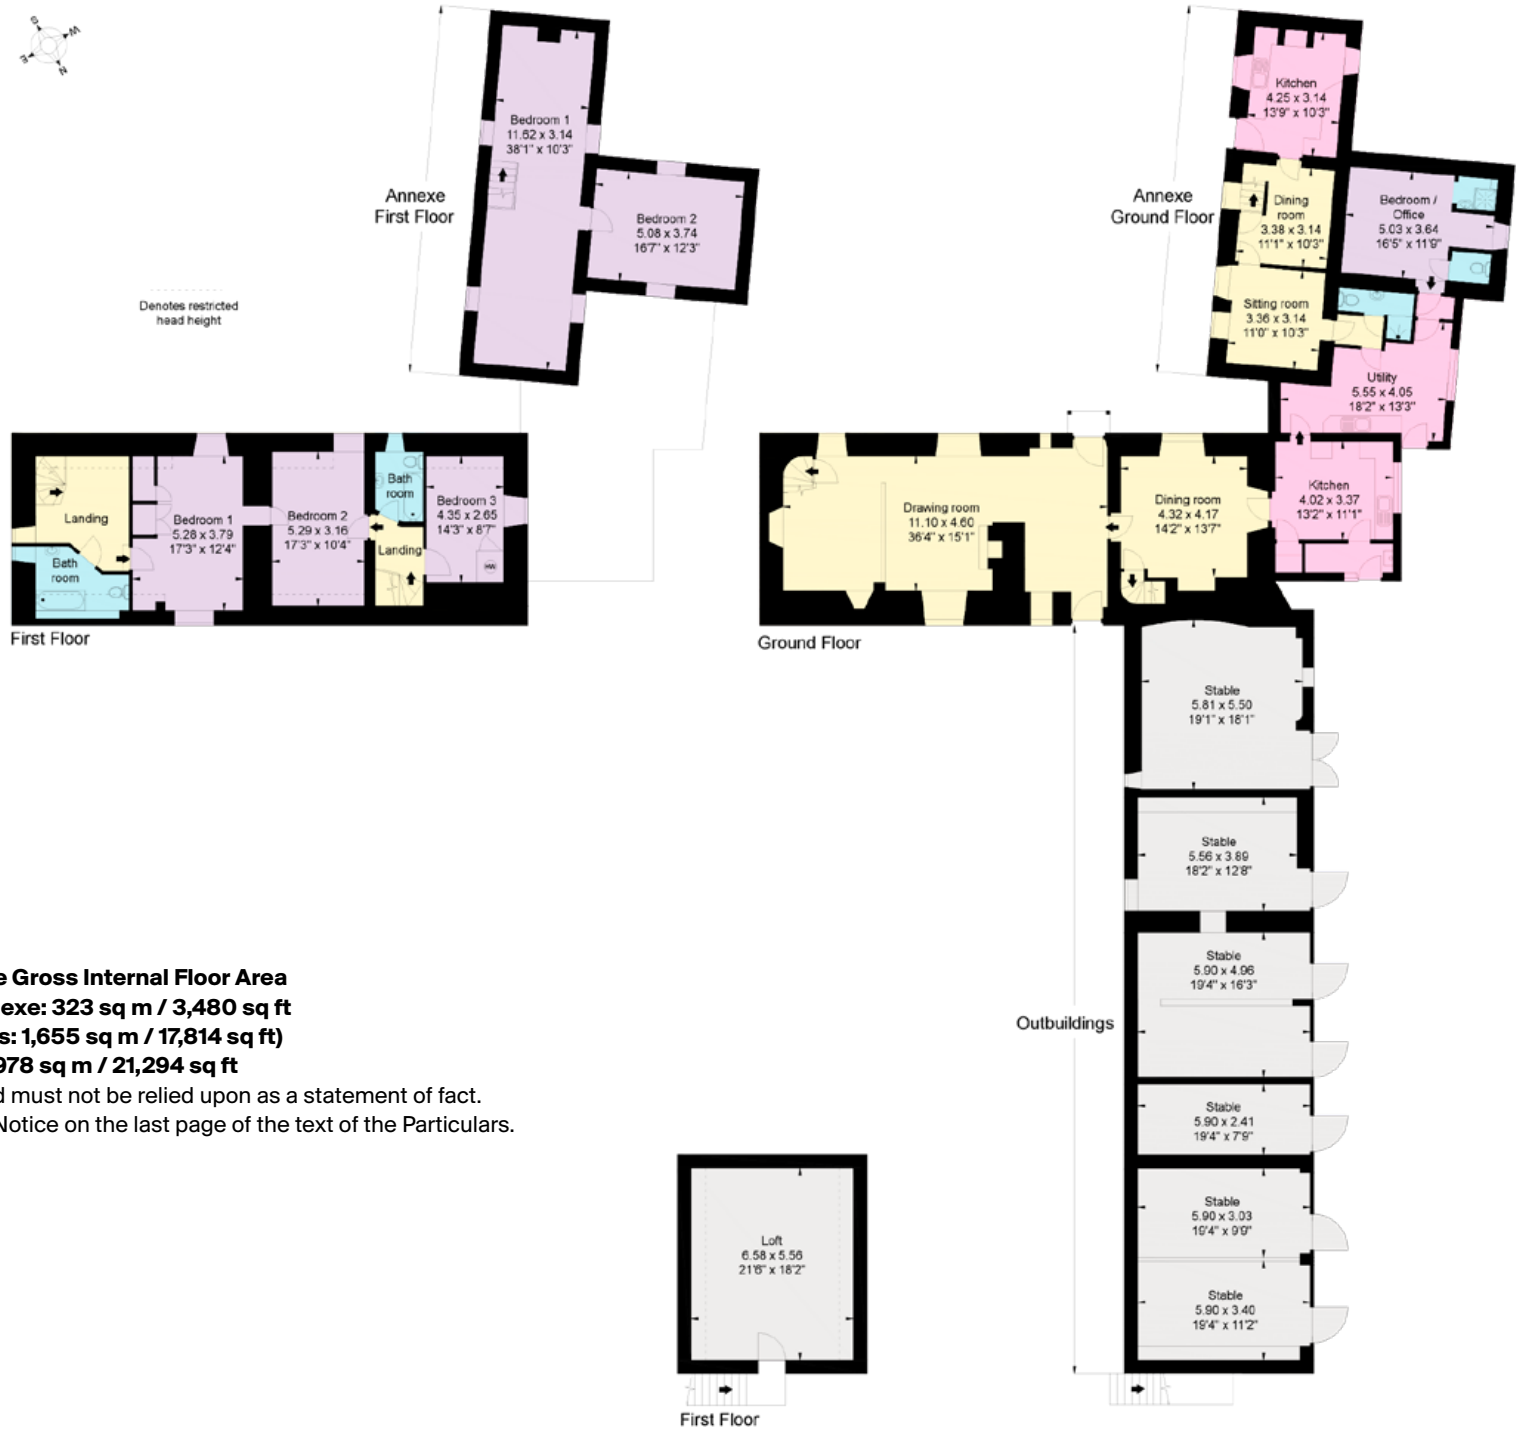 S
W
E
N
Annexe
First Floor
Bedroom 1
11.62 x 3.14
38'1" x 10'3"
Bedroom 2
5.08 x 3.74
16'7" x 12'3"
Denotes restricted
head height
Annexe
Ground Floor
Kitchen
4.25 x 3.14
13'9" x 10'3"
Dining
room
3.38 x 3.14
11'1" x 10'3"
Bedroom /
Office
5.03 x 3.64
16'5" x 11'9"
Sitting room
3.36 x 3.14
11'0" x 10'3"
Utility
5.55 x 4.05
18'2" x 13'3"
Landing
Bath
room
Bedroom 1
5.28 x 3.79
17'3" x 12'4"
Bedroom 2
5.29 x 3.16
17'3" x 10'4"
Bath
room
Landing
Bedroom 3
4.35 x 2.65
14'3" x 8'7"
HW
First Floor
Drawing room
11.10 x 4.60
36'4" x 15'1"
Dining room
4.32 x 4.17
14'2" x 13'7"
Kitchen
4.02 x 3.37
13'2" x 11'1"
Ground Floor
Stable
5.81 x 5.50
19'1" x 18'1"
Stable
5.56 x 3.89
18'2" x 12'8"
Stable
5.90 x 4.96
19'4" x 16'3"
Outbuildings
Stable
5.90 x 2.41
19'4" x 7'9"
Stable
5.90 x 3.03
19'4" x 9'9"
Stable
5.90 x 3.40
19'4" x 11'2"
e Gross Internal Floor Area
exe: 323 sq m / 3,480 sq ft
s: 1,655 sq m / 17,814 sq ft)
978 sq m / 21,294 sq ft
d must not be relied upon as a statement of fact.
Notice on the last page of the text of the Particulars.
Loft
6.58 x 5.56
21'6" x 18'2"
First Floor